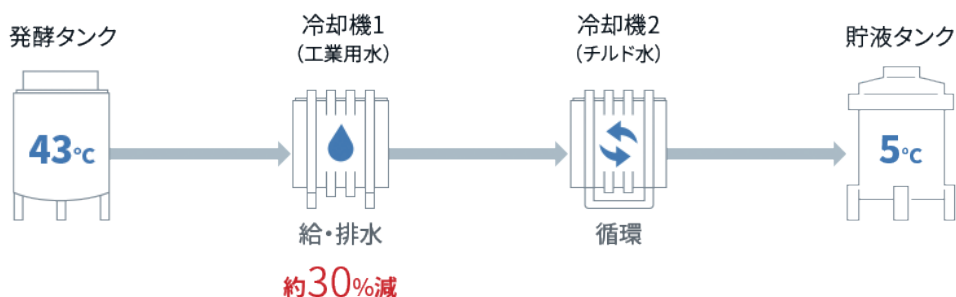 発酵タンク
冷却機1
（工業用水）
冷却機2
（チルド水）
貯液タンク
43℃
5℃
給・排水
循環
約30%減